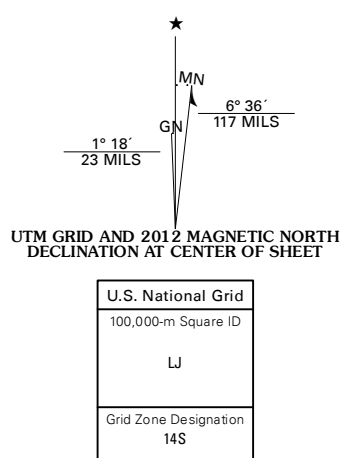 ★
MN
6° 36´
117 MILS
GN
1° 18´
23 MILS
UTM GRID AND 2012 MAGNETIC NORTH
DECLINATION AT CENTER OF SHEET
U.S. National Grid
100,000-m Square ID
LJ
Grid Zone Designation
14S